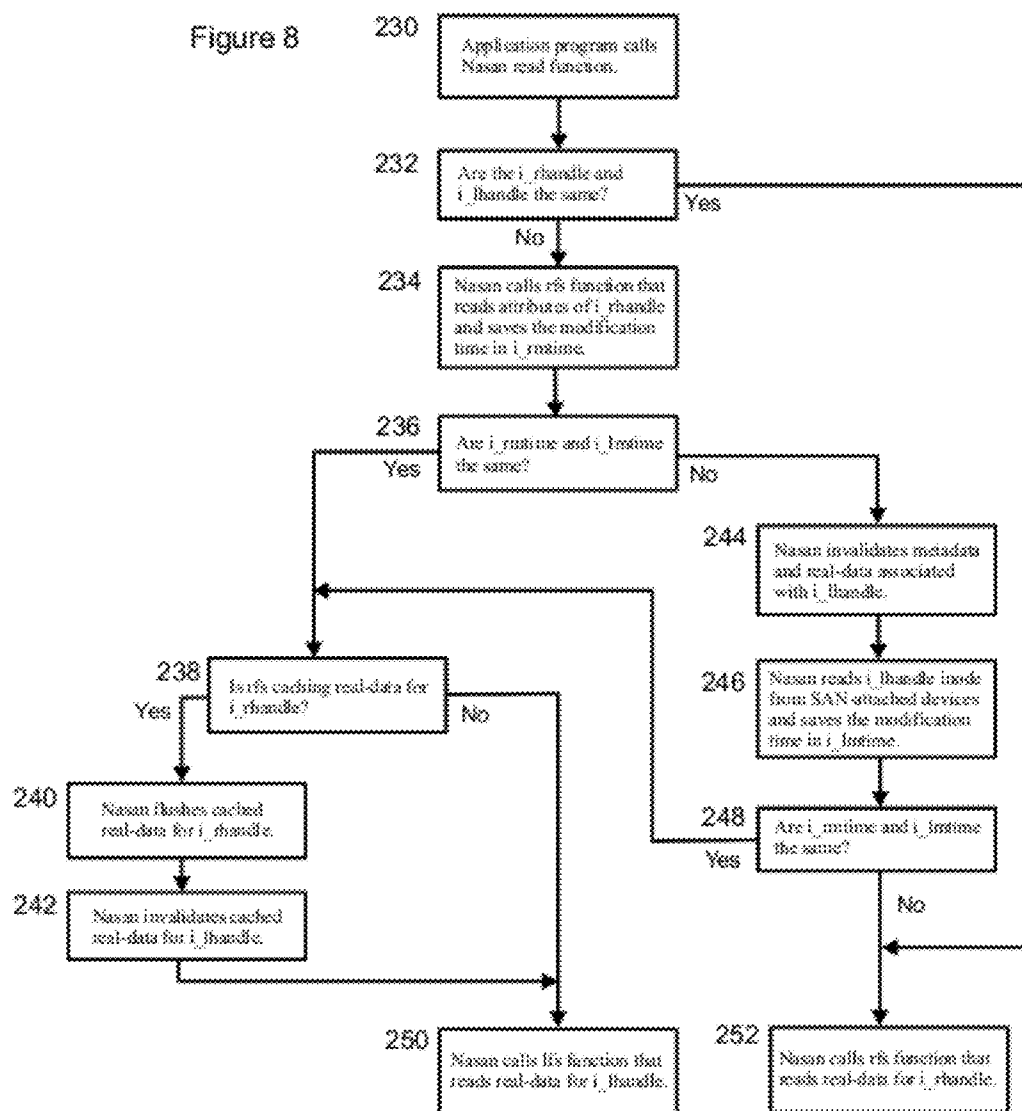 Figure 8
230
Application program calls
Nasan read function.
232
Are the i_rhandle and
i_lhandle the same?
Yes
No
234
Nasan calls rfs function that
reads attributes of i_rhandle
and saves the modification
time in i_rmtime.
236
Are i_rmtime and i_lmtime
the same?
Yes
No
244
Nasan invalidates metadata
and real-data associated
with i_lhandle.
238
Is rfs caching real-data for
i_rhandle?
Yes
No
246
Nasan reads i_lhandle inode
from SAN-attached devices
and saves the modification
time in i_lmtime.
240
Nasan flushes cached
real-data for i_rhandle.
248
Are i_rmtime and i_lmtime
the same?
Yes
No
242
Nasan invalidates cached
real-data for i_lhandle.
250
Nasan calls lfs function that
reads real-data for i_lhandle.
252
Nasan calls rfs function that
reads real-data for i_rhandle.